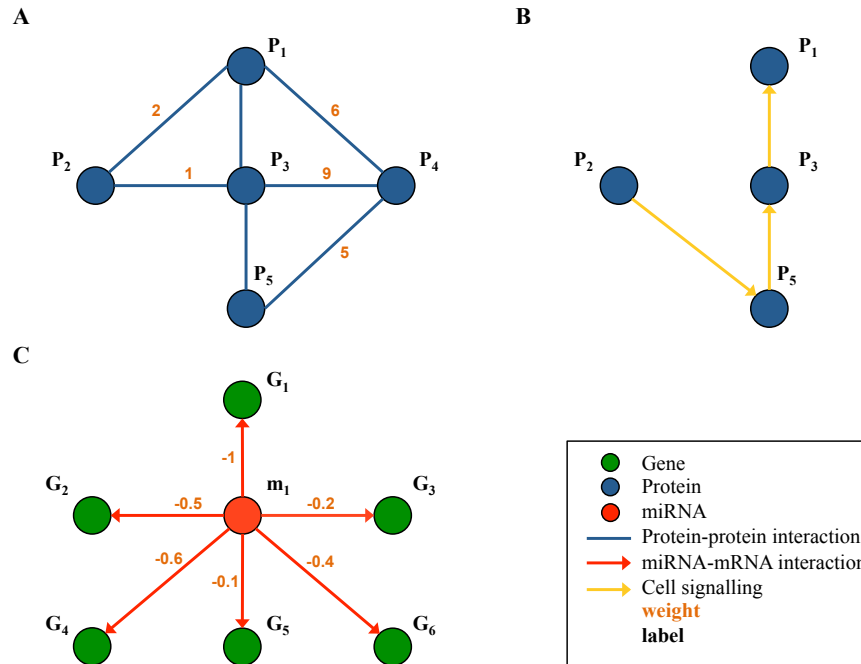 A
P1
2
6
P2
1
P3
9
P4
5
P5
B
P1
P2
P3
P5
C
G1
-1
G2
-0.5
m1
-0.2
G3
-0.6
-0.1
-0.4
G4
G5
G6
Gene
Protein
miRNA
Protein-protein interaction
miRNA-mRNA interaction
Cell signalling
weight
label